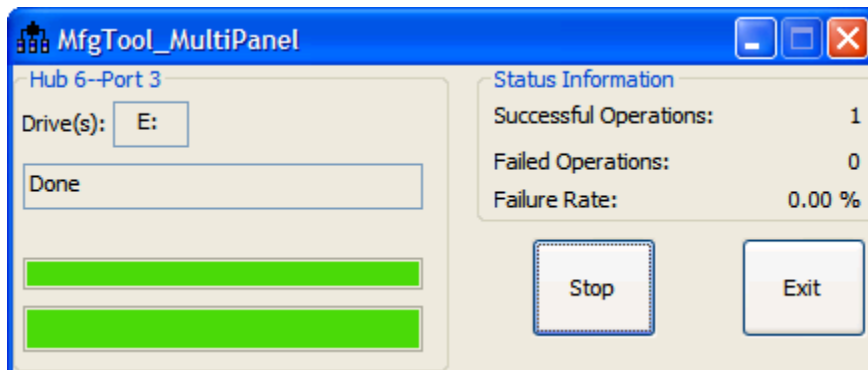 MfgTool_MultiPanel
Hub 6--Port 3
Drive(s): E:
Done
Status Information
Successful Operations: 1
Failed Operations: 0
Failure Rate: 0.00 %
Stop
Exit